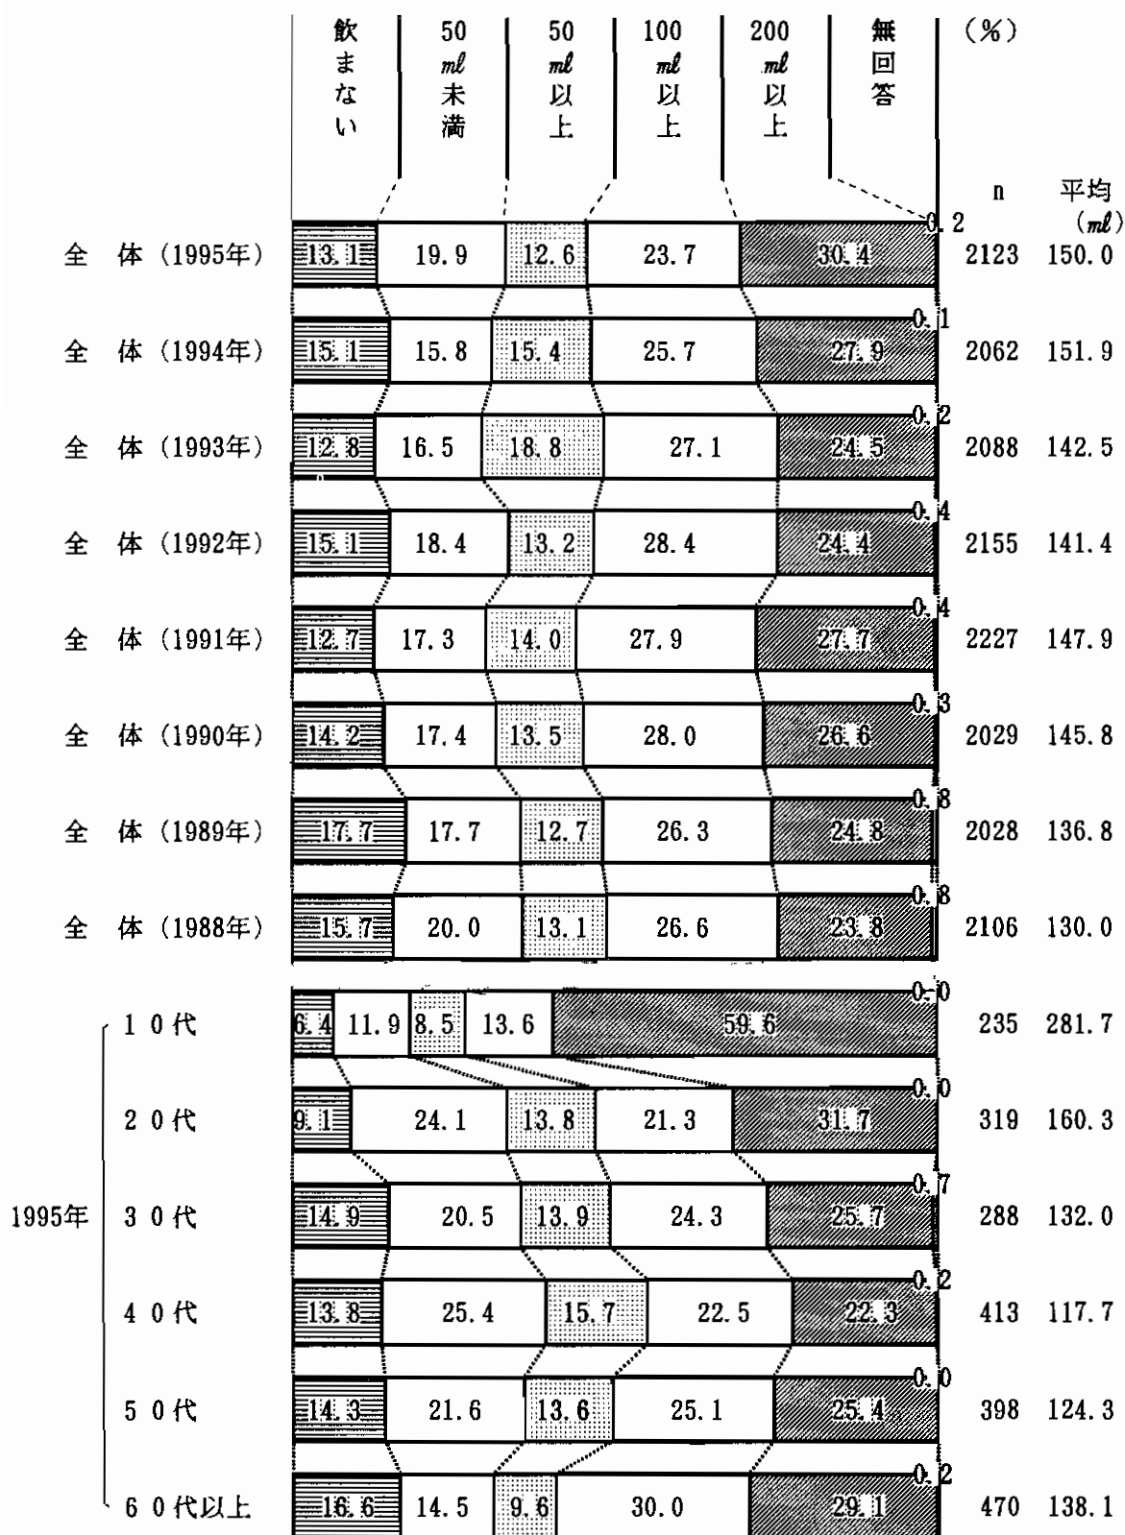 飲まない 50ml未満 50ml以上 100ml以上 200ml以上 無回答 (%)
n 平均(ml)
全 体 (1995年) 13.1 19.9 12.6 23.7 30.4 0.2 2123 150.0
全 体 (1994年) 15.1 15.8 15.4 25.7 27.9 0.1 2062 151.9
全 体 (1993年) 12.8 16.5 18.8 27.1 24.5 0.2 2088 142.5
全 体 (1992年) 15.1 18.4 13.2 28.4 24.4 0.4 2155 141.4
全 体 (1991年) 12.7 17.3 14.0 27.9 27.7 0.4 2227 147.9
全 体 (1990年) 14.2 17.4 13.5 28.0 26.6 0.3 2029 145.8
全 体 (1989年) 17.7 17.7 12.7 26.3 24.8 0.8 2028 136.8
全 体 (1988年) 15.7 20.0 13.1 26.6 23.8 0.8 2106 130.0
1995年
10代 6.4 11.9 8.5 13.6 59.6 0.0 235 281.7
20代 9.1 24.1 13.8 21.3 31.7 0.0 319 160.3
30代 14.9 20.5 13.9 24.3 25.7 0.7 288 132.0
40代 13.8 25.4 15.7 22.5 22.3 0.2 413 117.7
50代 14.3 21.6 13.6 25.1 25.4 0.0 398 124.3
60代以上 16.6 14.5 9.6 30.0 29.1 0.2 470 138.1